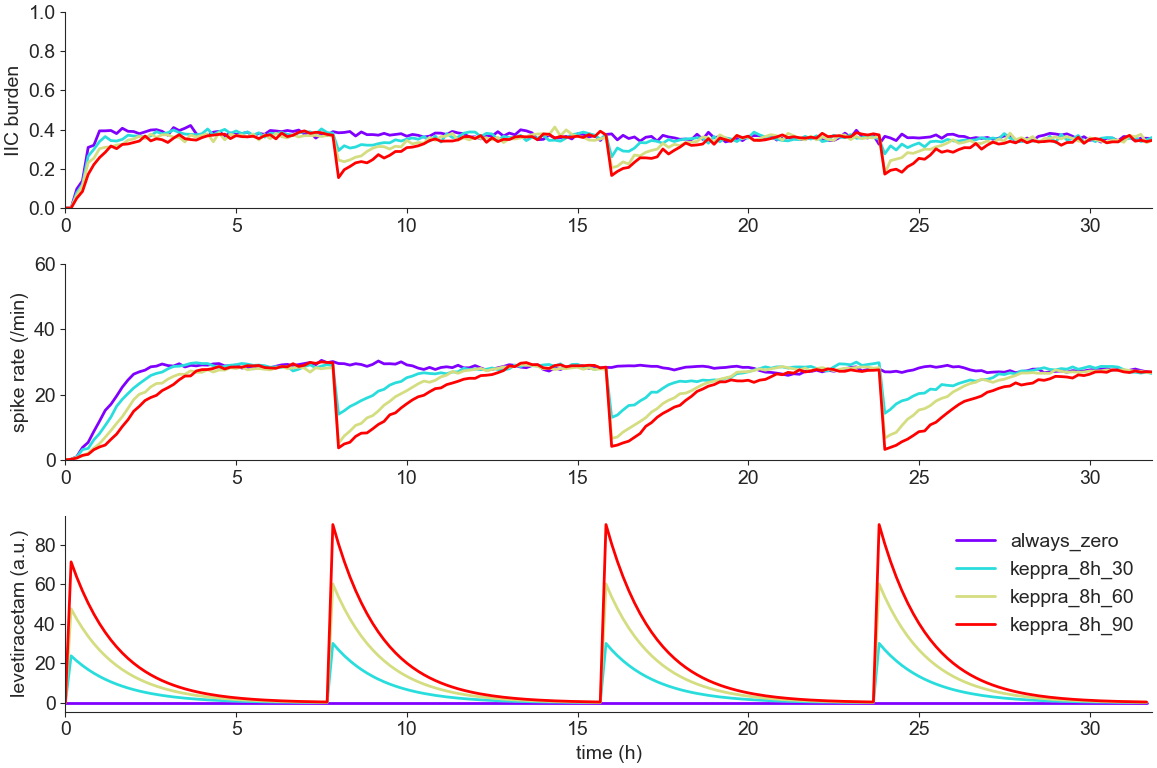 1.0
0.8
0.6
0.4
0.2
0.0
IIC burden
0 5 10 15 20 25 30
60
40
20
0
spike rate (/min)
0 5 10 15 20 25 30
80
60
40
20
0
levetiracetam (a.u.)
always_zero
keppra_8h_30
keppra_8h_60
keppra_8h_90
0 5 10 15 20 25 30
time (h)